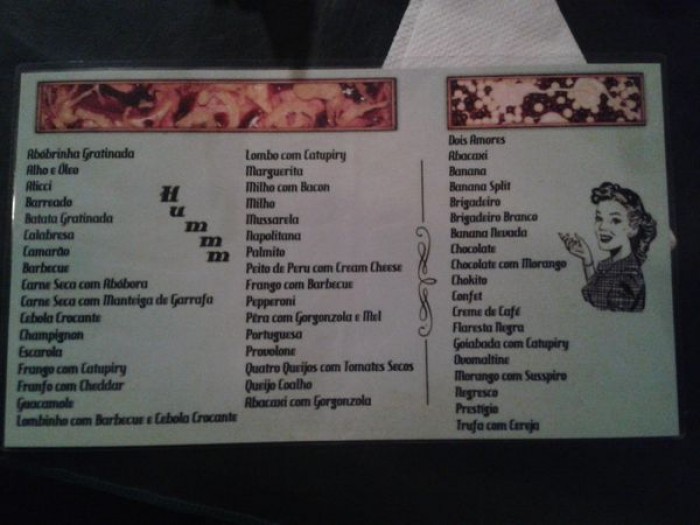 Abóbrinha Gratinada
Alho e Óleo
Alicci
Barreado
Batata Gratinada
Calabresa
Camarão
Barbecue
Carne Seca com Abóbora
Carne Seca com Manteiga de Garrafa
Cebola Crocante
Champignon
Escarola
Frango com Catupiry
Franfo com Cheddar
Guacamole
Lombinho com Barbecue e Cebola Crocante
Hummm
Lombo com Catupiry
Marguerita
Milho com Bacon
Milho
Mussarela
Napolitana
Palmito
Peito de Peru com Cream Cheese
Frango com Barbecue
Pepperoni
Pêra com Gorgonzola e Mel
Portuguesa
Provolone
Quatro Queijos com Tomates Secos
Queijo Coalho
Abacaxi com Gorgonzola
Dois Amores
Abacaxi
Banana
Banana Split
Brigadeiro
Brigadeiro Branco
Banana Nevada
Chocolate
Chocolate com Morango
Chokito
Confet
Creme de Café
Floresta Negra
Goiabada com Catupiry
Ovomaltine
Morango com Susspiro
Negresco
Prestígio
Trufa com Cereja